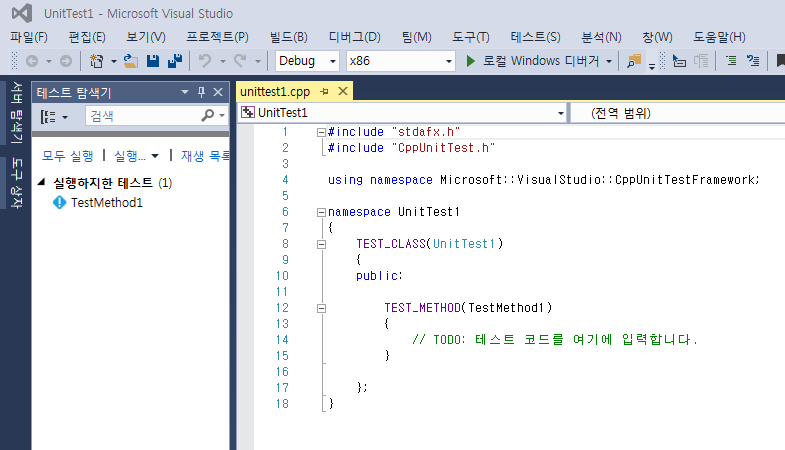 UnitTest1 - Microsoft Visual Studio
파일(F) 편집(E) 보기(V) 프로젝트(P) 빌드(B) 디버그(D) 팀(M) 도구(T) 테스트(S) 분석(N) 창(W) 도움말(H)
Debug x86 로컬 Windows 디버거
서버 탐색기
도구 상자
테스트 탐색기
검색
모두 실행 | 실행... | 재생 목록
실행하지한 테스트 (1)
TestMethod1
unittest1.cpp
UnitTest1 (전역 범위)
1 #include "stdafx.h"
2 #include "CppUnitTest.h"
3
4 using namespace Microsoft::VisualStudio::CppUnitTestFramework;
5
6 namespace UnitTest1
7 {
8 TEST_CLASS(UnitTest1)
9 {
10 public:
11
12 TEST_METHOD(TestMethod1)
13 {
14 // TODO: 테스트 코드를 여기에 입력합니다.
15 }
16
17 };
18 }